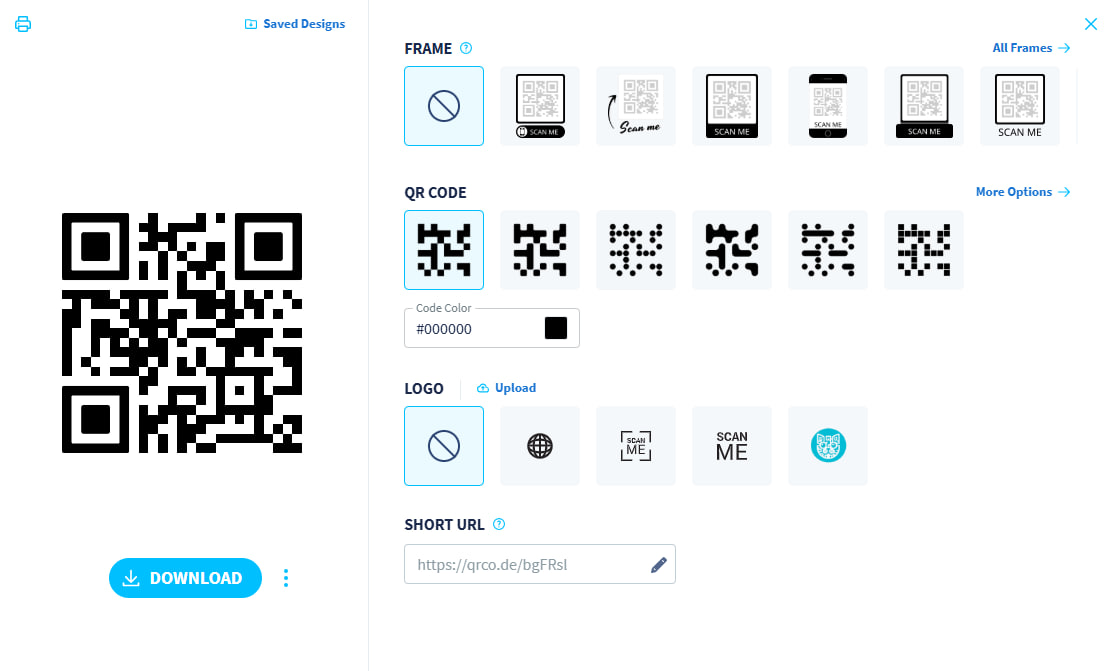 Saved Designs
FRAME
All Frames
SCAN ME
Scan me
SCAN ME
SCAN ME
SCAN ME
SCAN ME
QR CODE
More Options
Code Color
#000000
LOGO
Upload
SCAN
ME
SCAN
ME
SHORT URL
https://qrco.de/bgFRsl
DOWNLOAD